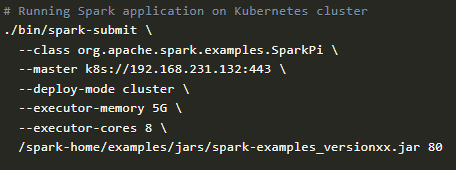 # Running Spark application on Kubernetes cluster
./bin/spark-submit \
--class org.apache.spark.examples.SparkPi \
--master k8s://192.168.231.132:443 \
--deploy-mode cluster \
--executor-memory 5G \
--executor-cores 8 \
/spark-home/examples/jars/spark-examples_versionxx.jar 80